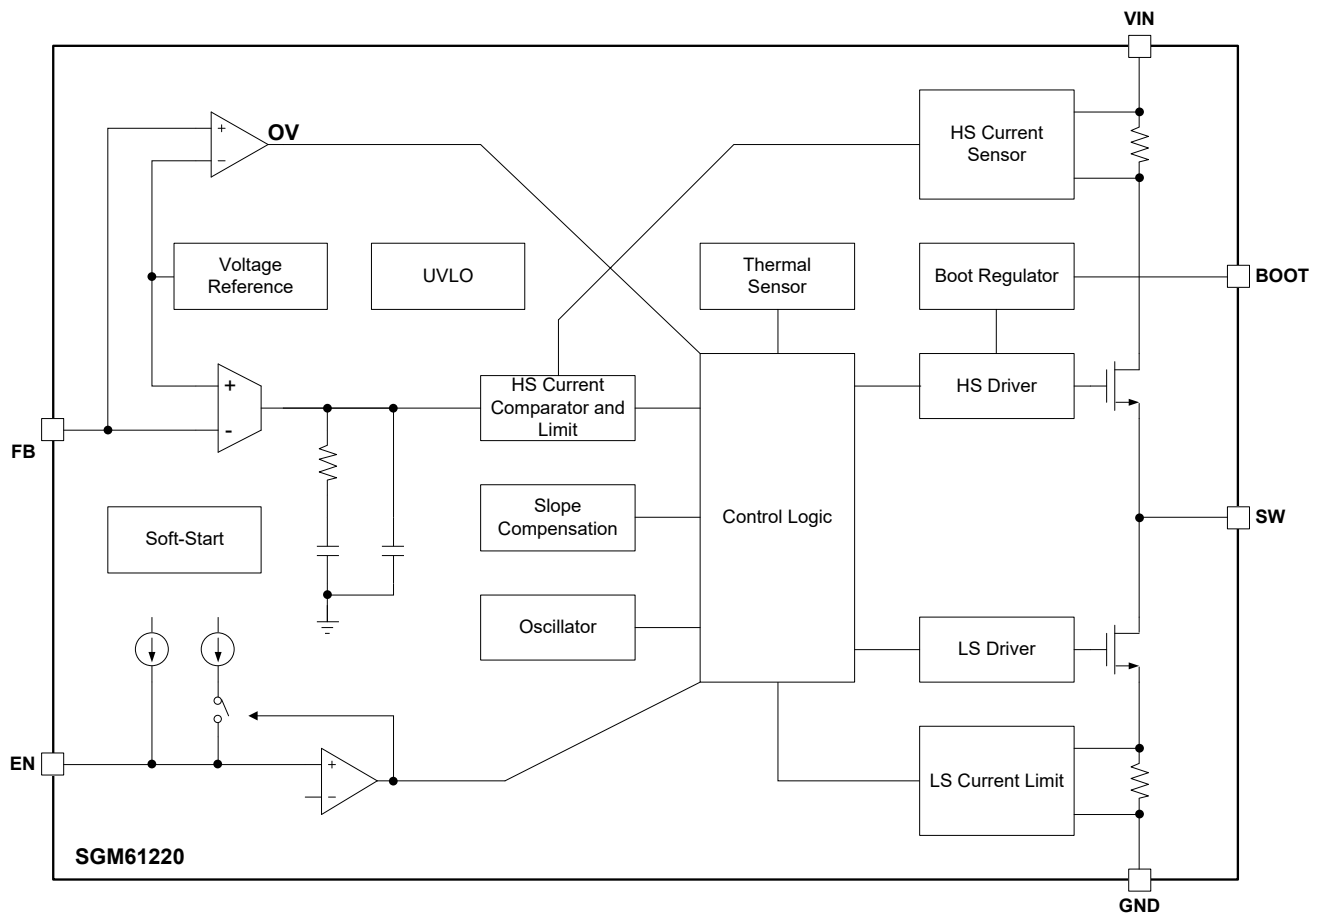 VIN
OV
+
−
HS Current
Sensor
Voltage
Reference
UVLO
Thermal
Sensor
Boot Regulator
BOOT
+
-
HS Current
Comparator and
Limit
HS Driver
FB
Slope
Compensation
Control Logic
SW
Soft-Start
Oscillator
LS Driver
EN
+
−
LS Current Limit
SGM61220
GND